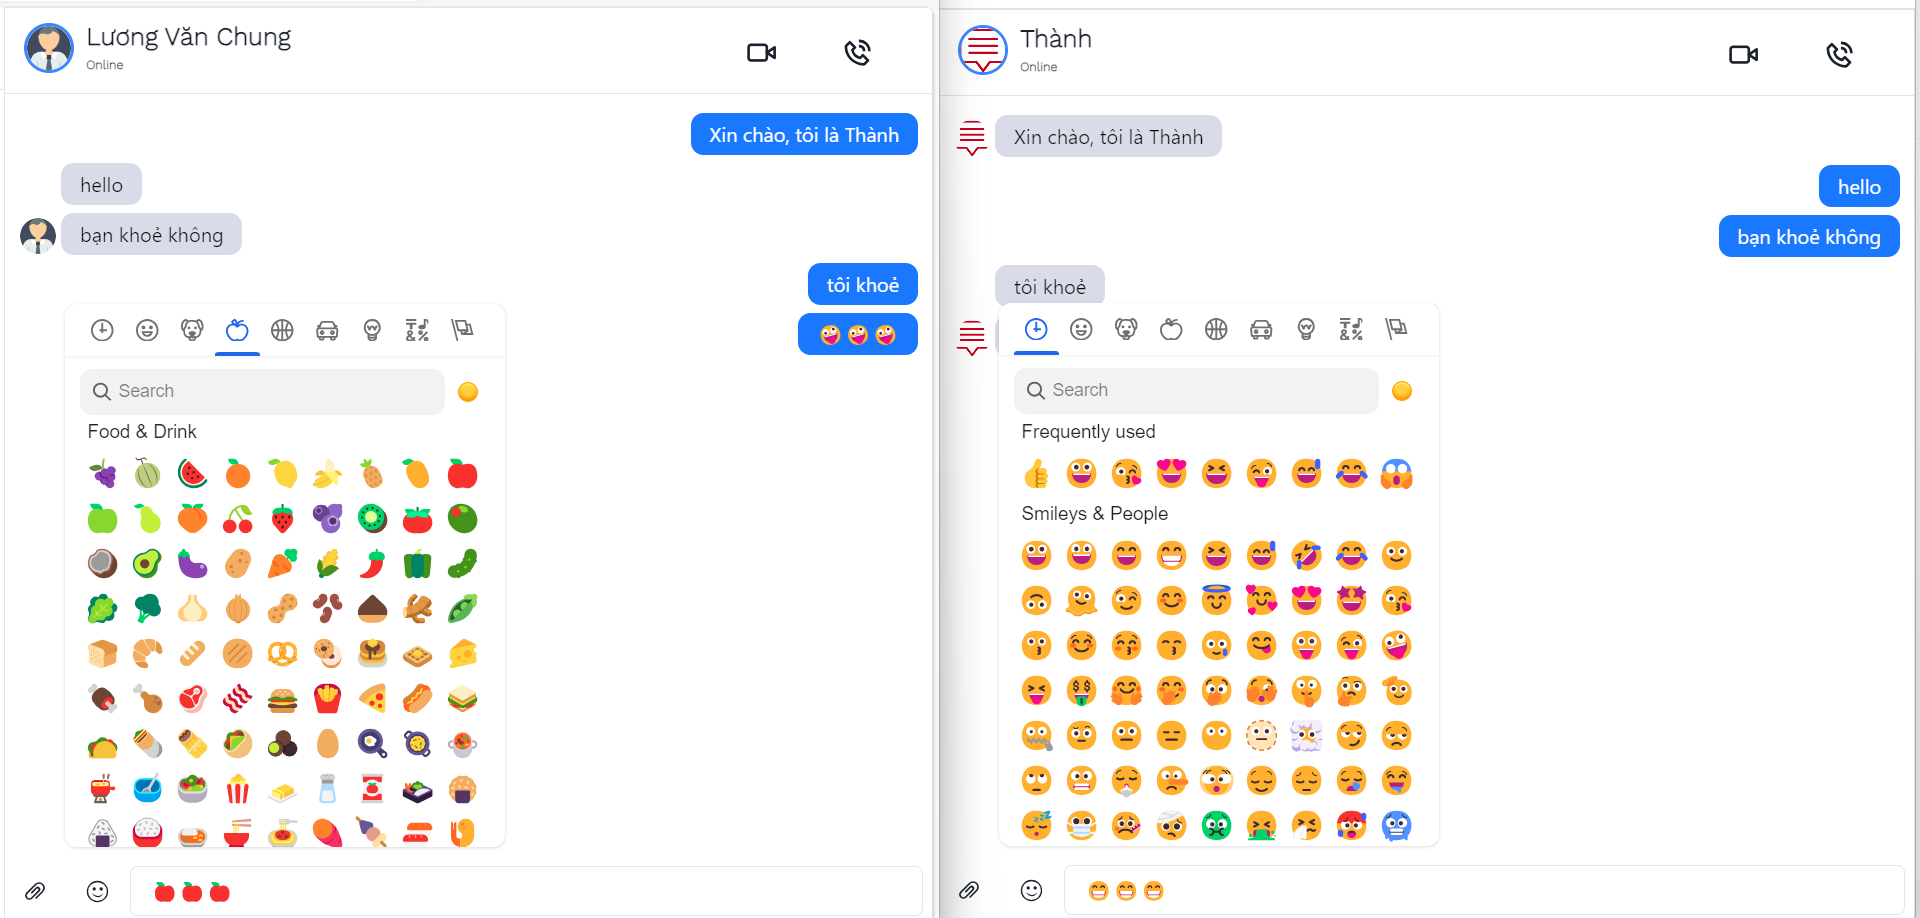 Lương Văn Chung
Online
Xin chào, tôi là Thành
hello
bạn khoẻ không
tôi khoẻ
🤪🤪🤪
Search
Food & Drink
🍎🍎🍎
Thành
Online
Xin chào, tôi là Thành
hello
bạn khoẻ không
tôi khoẻ
Search
Frequently used
Smileys & People
😁😁😁